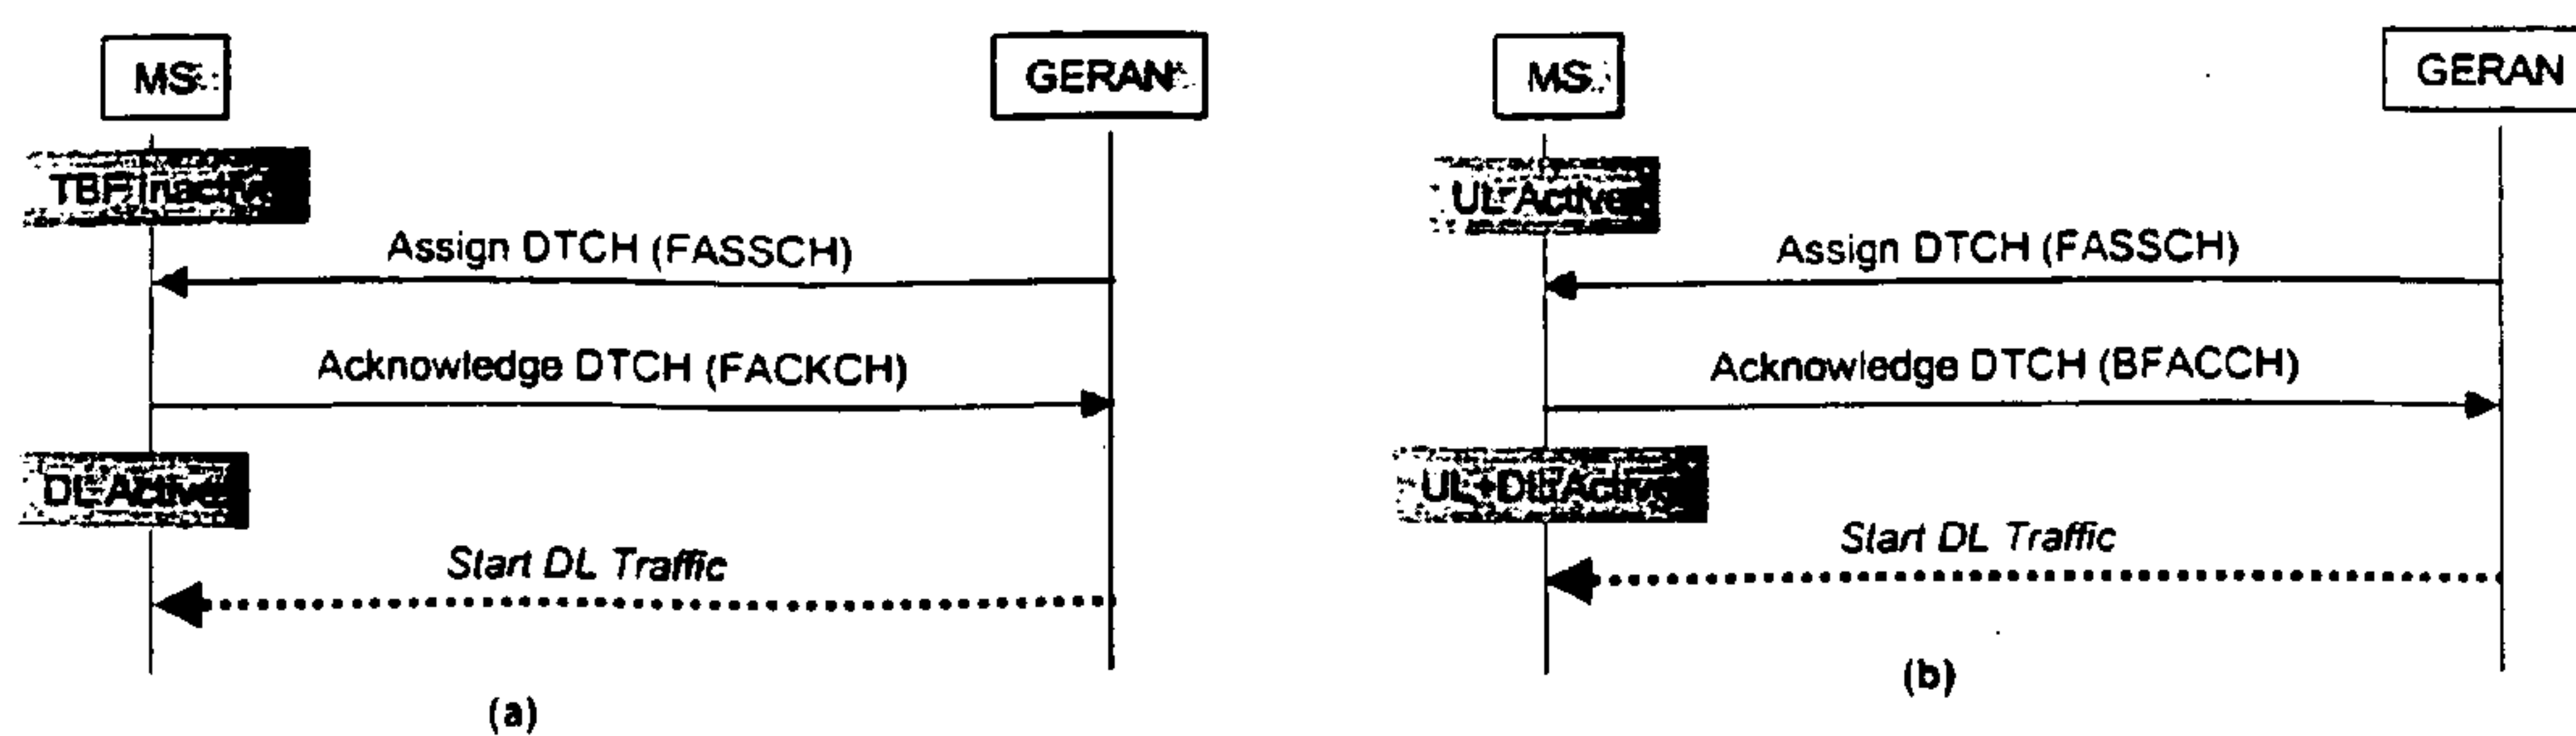 MS
GERAN
TBF Inactive
Assign DTCH (FASSCH)
Acknowledge DTCH (FACKCH)
DL Active
Start DL Traffic
(a)
MS
GERAN
UL Active
Assign DTCH (FASSCH)
Acknowledge DTCH (BFACCH)
UL+DL Active
Start DL Traffic
(b)